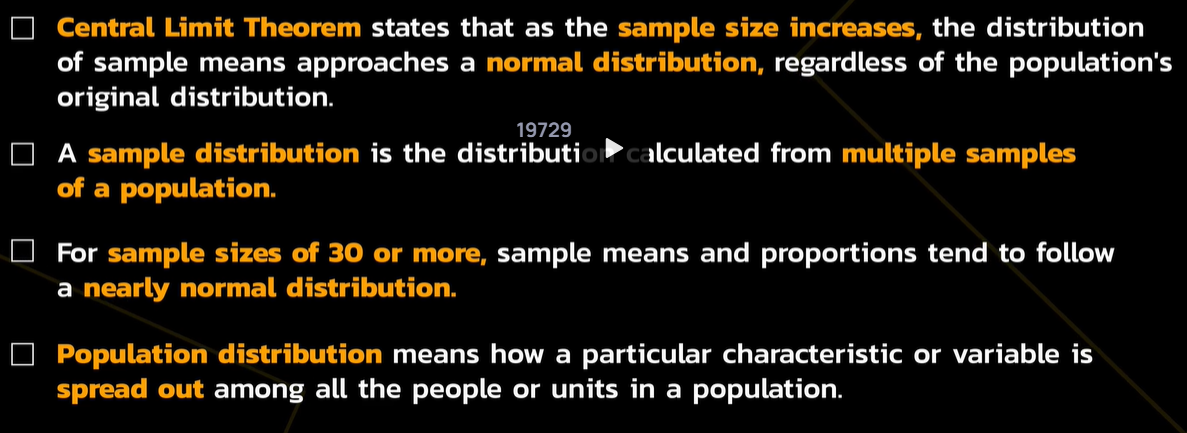 Central Limit Theorem states that as the sample size increases, the distribution
of sample means approaches a normal distribution, regardless of the population's
original distribution.
19729
A sample distribution is the distribution calculated from multiple samples
of a population.
For sample sizes of 30 or more, sample means and proportions tend to follow
a nearly normal distribution.
Population distribution means how a particular characteristic or variable is
spread out among all the people or units in a population.